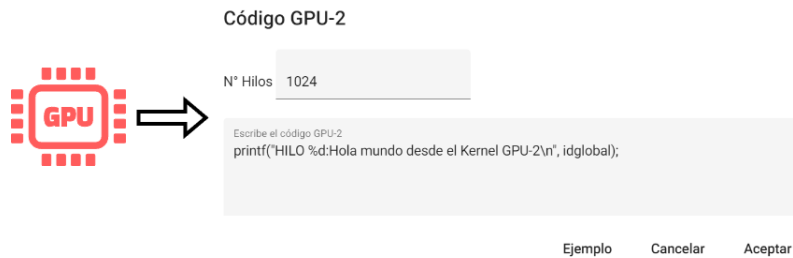 Código GPU-2
GPU
N° Hilos 1024
Escribe el código GPU-2
printf("HILO %d:Hola mundo desde el Kernel GPU-2\n", idglobal);
Ejemplo Cancelar Aceptar